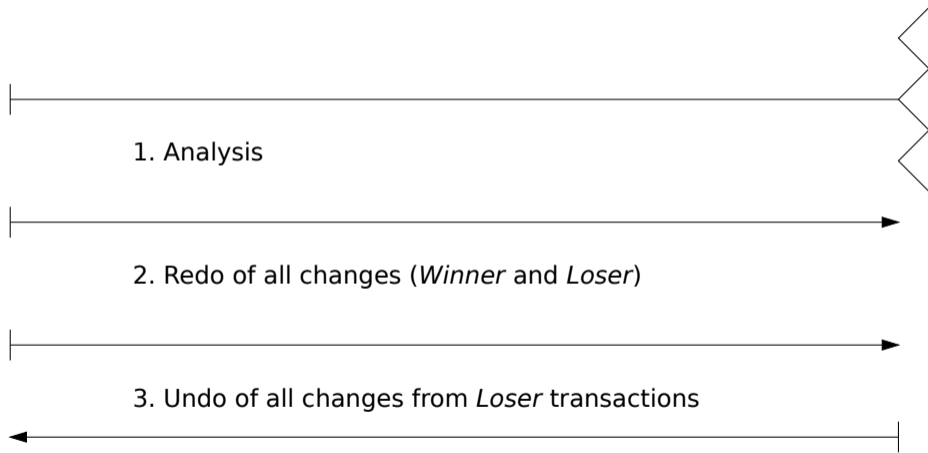 1. Analysis
2. Redo of all changes (Winner and Loser)
3. Undo of all changes from Loser transactions